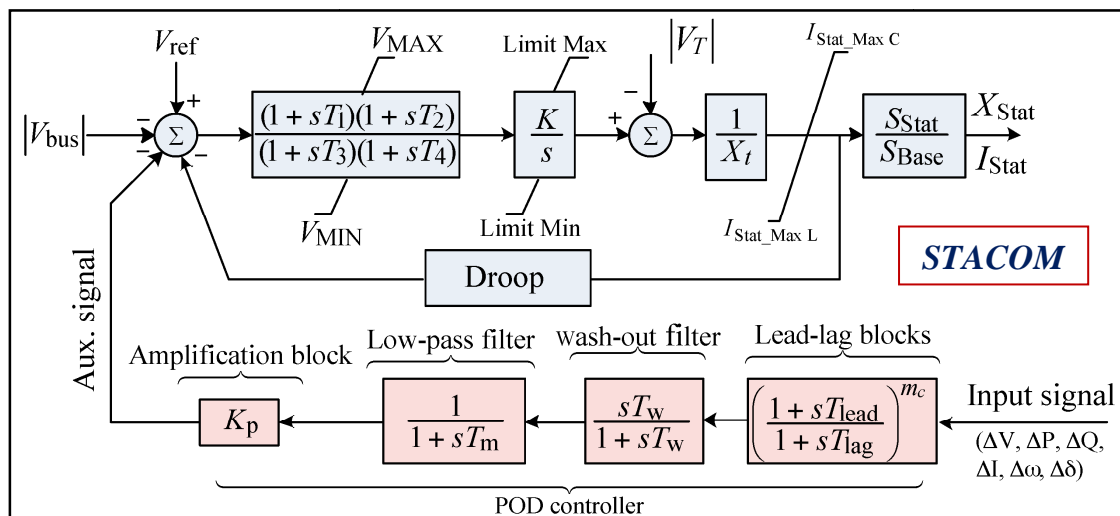 V_ref
V_MAX
Limit Max
|V_T|
I_Stat_Max C
+
−
|V_bus|
−
Σ
−
−
(1 + sT_1)(1 + sT_2)
(1 + sT_3)(1 + sT_4)
K
s
+
Σ
1
X_t
S_Stat
S_Base
X_Stat
I_Stat
V_MIN
Limit Min
I_Stat_Max L
STACOM
Droop
Aux. signal
Amplification block
Low-pass filter
wash-out filter
Lead-lag blocks
K_p
1
1 + sT_m
sT_w
1 + sT_w
(1 + sT_lead
1 + sT_lag)^m_c
Input signal
(ΔV, ΔP, ΔQ,
ΔI, Δω, Δδ)
POD controller